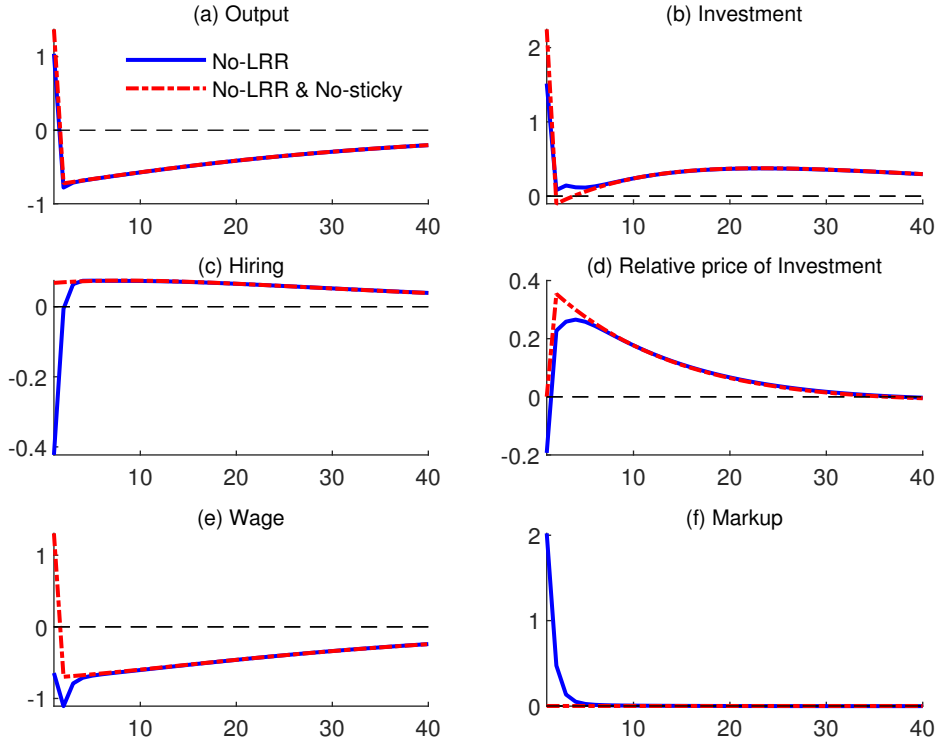 (a) Output
1
0
-1
10 20 30 40
No-LRR
No-LRR & No-sticky
(b) Investment
2
1
0
10 20 30 40
(c) Hiring
0
-0.2
-0.4
10 20 30 40
(d) Relative price of Investment
0.4
0.2
0
-0.2
10 20 30 40
(e) Wage
1
0
-1
10 20 30 40
(f) Markup
2
1
0
10 20 30 40